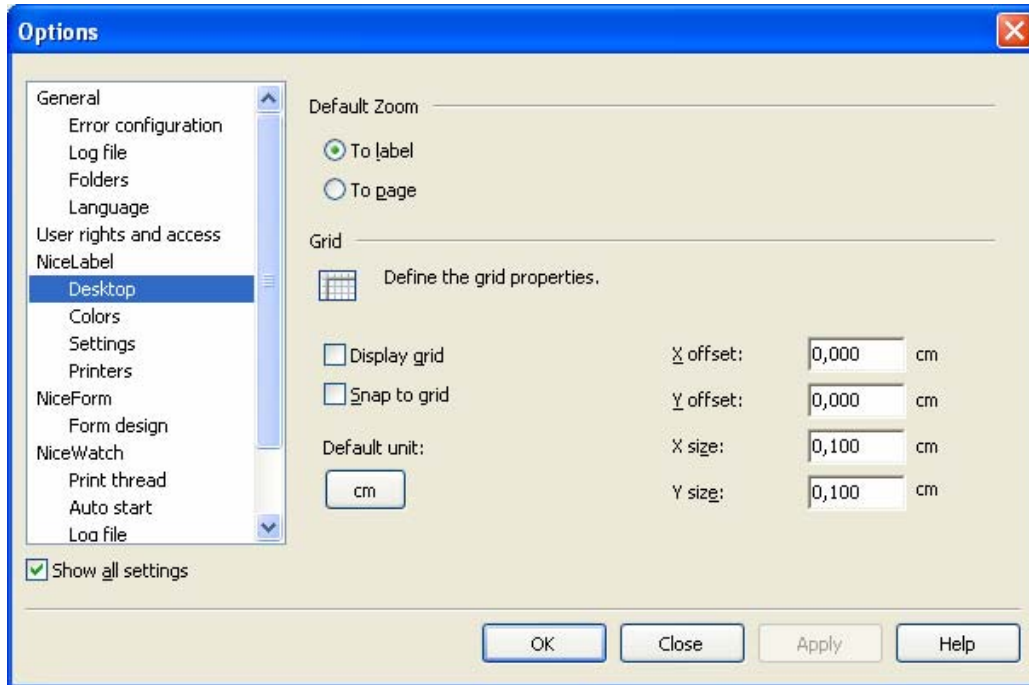 Options
General
Error configuration
Log file
Folders
Language
User rights and access
NiceLabel
Desktop
Colors
Settings
Printers
NiceForm
Form design
NiceWatch
Print thread
Auto start
Log file
Show all settings
Default Zoom
To label
To page
Grid
Define the grid properties.
Display grid
Snap to grid
Default unit:
cm
X offset: 0,000 cm
Y offset: 0,000 cm
X size: 0,100 cm
Y size: 0,100 cm
OK Close Apply Help